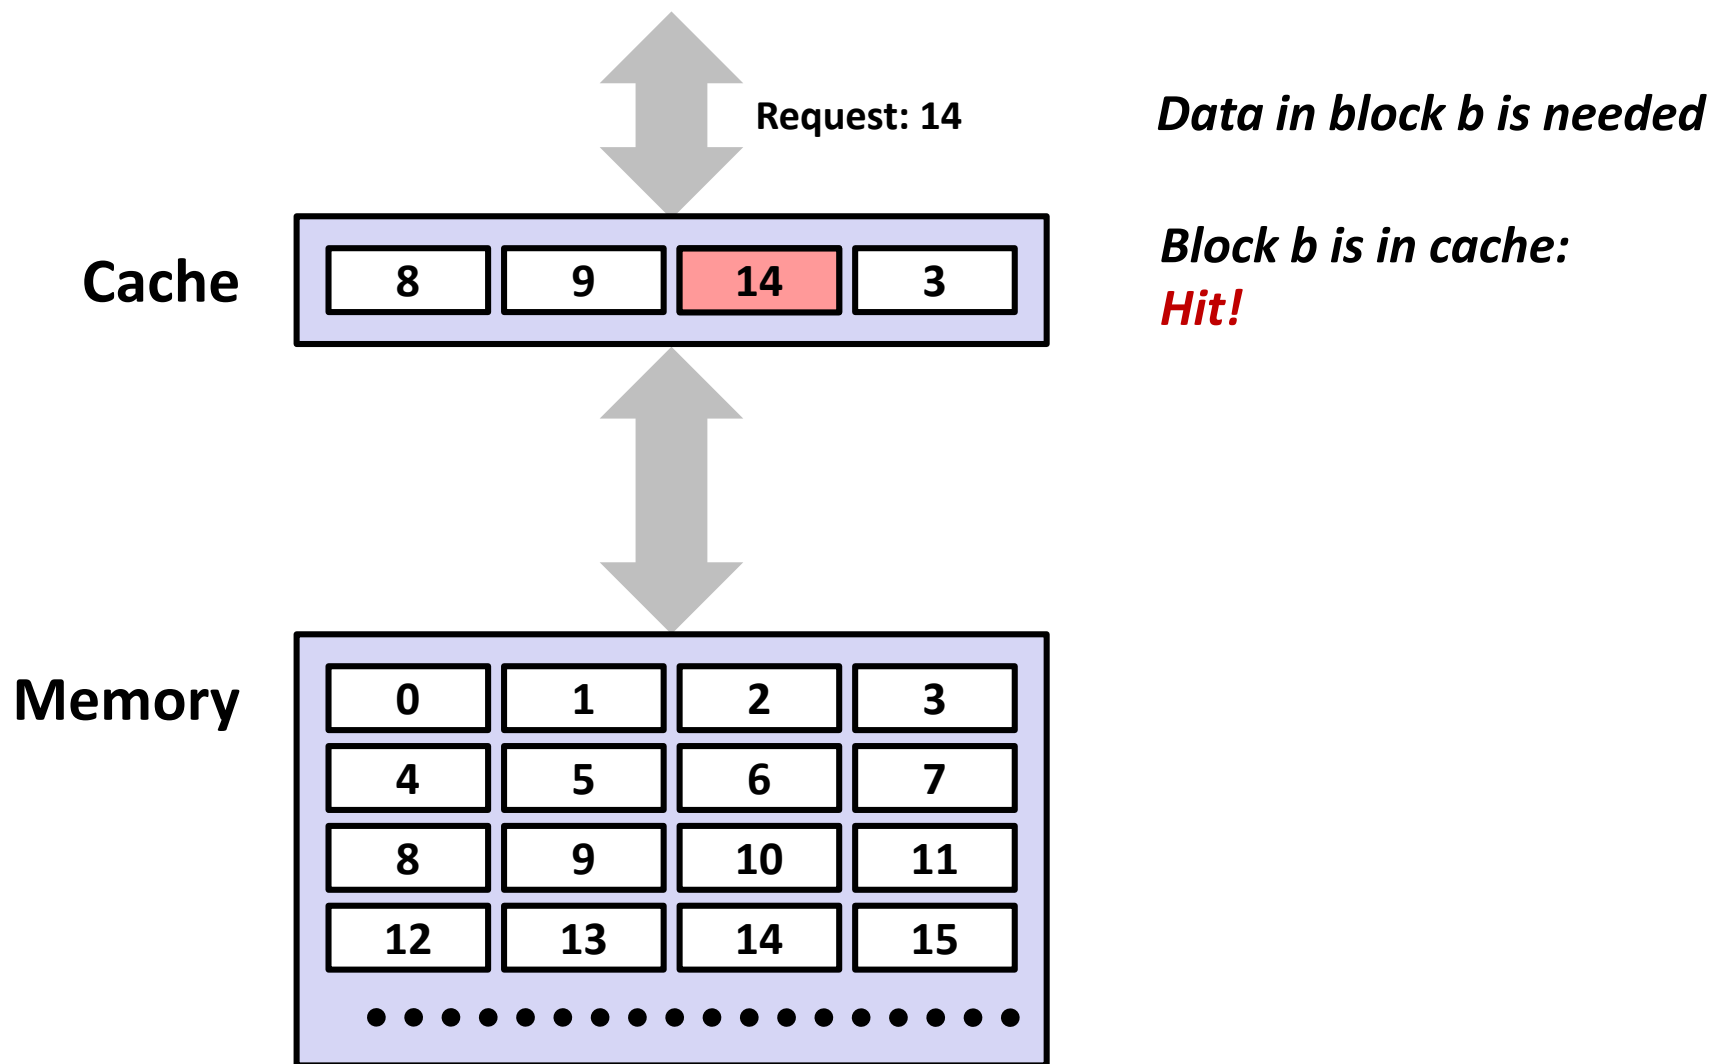 Request: 14
Data in block b is needed
Cache
8 9 14 3
Block b is in cache:
Hit!
Memory
0 1 2 3
4 5 6 7
8 9 10 11
12 13 14 15